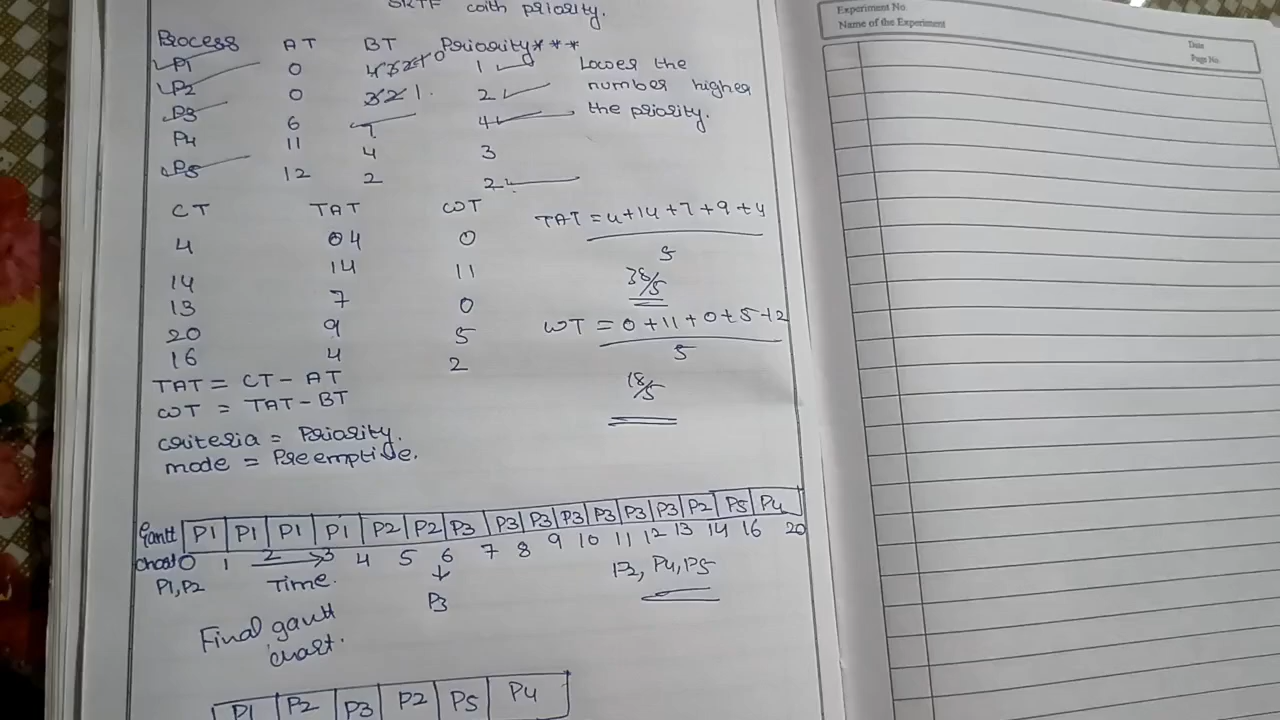 SRTF with priority.
Process AT BT Priority***
P1 0 1 Lower the
P2 0 3 2 1 2 number higher
P3 6 7 4 the priority.
P4 11 4 3
P5 12 2 2
CT TAT WT TAT = 4+14+7+9+4
4 04 0 5
14 14 11 38/5
13 7 0 WT = 0+11+0+5+2
20 9 5 5
16 4 2 18/5
TAT = CT - AT
WT = TAT - BT
criteria = Priority.
mode = Preemptive.
Gantt P1 P1 P1 P1 P2 P2 P3 P3 P3 P3 P3 P3 P3 P2 P5 P4
chart 0 1 2 3 4 5 6 7 8 9 10 11 12 13 14 16 20
P1,P2 Time. P3 P2, P4, P5
Final gantt
chart.
P1 P2 P3 P2 P5 P4
Experiment No.
Name of the Experiment
Date
Page No.